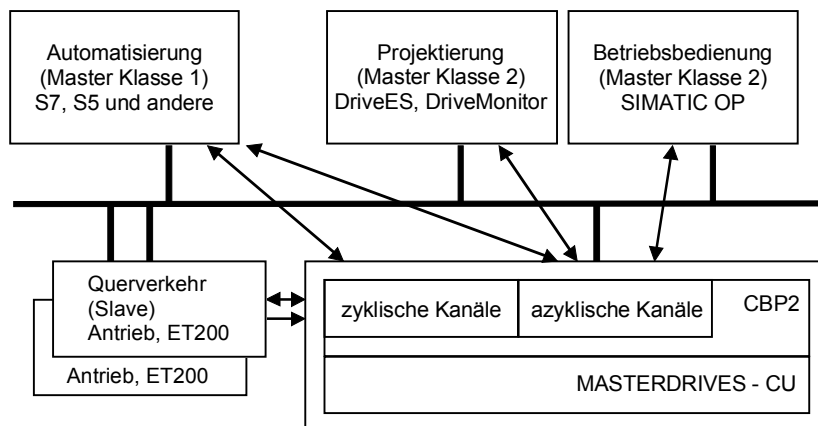 Automatisierung
(Master Klasse 1)
S7, S5 und andere
Projektierung
(Master Klasse 2)
DriveES, DriveMonitor
Betriebsbedienung
(Master Klasse 2)
SIMATIC OP
Querverkehr
(Slave)
Antrieb, ET200
Antrieb, ET200
zyklische Kanäle
azyklische Kanäle
CBP2
MASTERDRIVES - CU